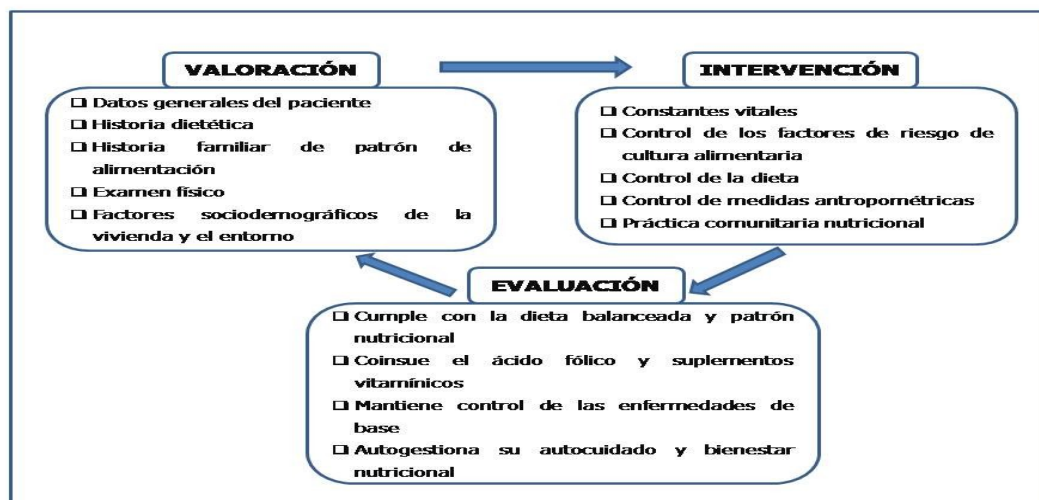 VALORACIÓN
❑ Datos generales del paciente
❑ Historia dietética
❑ Historia familiar de patrón de
alimentación
❑ Examen físico
❑ Factores sociodemográficos de la
vivienda y el entorno
INTERVENCIÓN
❑ Constantes vitales
❑ Control de los factores de riesgo de
cultura alimentaria
❑ Control de la dieta
❑ Control de medidas antropométricas
❑ Práctica comunitaria nutricional
EVALUACIÓN
❑ Cumple con la dieta balanceada y patrón
nutricional
❑ Coinsue el ácido fólico y suplementos
vitamínicos
❑ Mantiene control de las enfermedades de
base
❑ Autogestiona su autocuidado y bienestar
nutricional